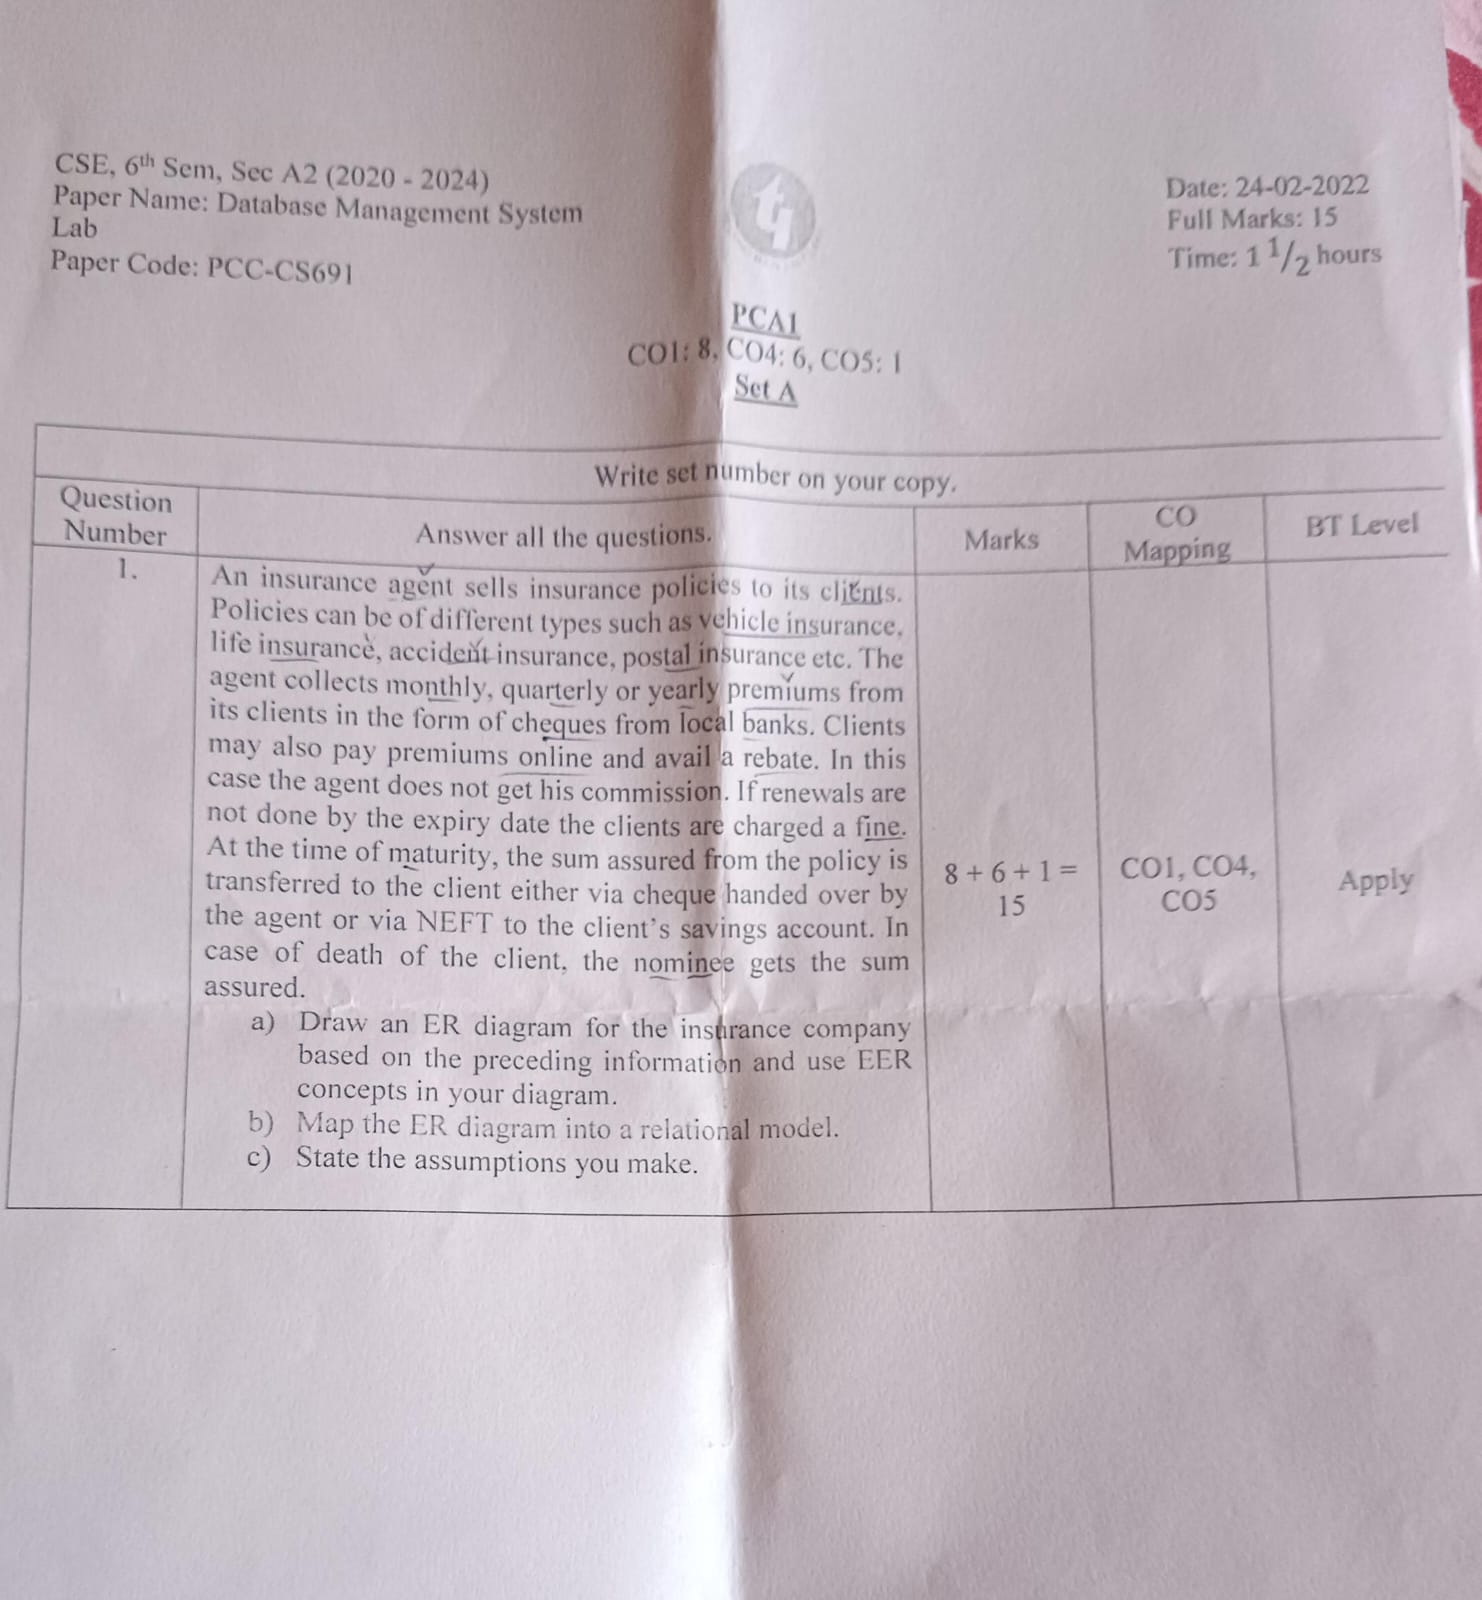 CSE, 6th Sem, Sec A2 (2020 - 2024)
Paper Name: Database Management System
Lab
Paper Code: PCC-CS691
Date: 24-02-2022
Full Marks: 15
Time: 1 1/2 hours
PCA1
CO1: 8, CO4: 6, CO5: 1
Set A
Write set number on your copy.
Question
Number
Answer all the questions.
Marks
CO
Mapping
BT Level
1.
An insurance agent sells insurance policies to its clients.
Policies can be of different types such as vehicle insurance,
life insurance, accident insurance, postal insurance etc. The
agent collects monthly, quarterly or yearly premiums from
its clients in the form of cheques from local banks. Clients
may also pay premiums online and avail a rebate. In this
case the agent does not get his commission. If renewals are
not done by the expiry date the clients are charged a fine.
At the time of maturity, the sum assured from the policy is
transferred to the client either via cheque handed over by
the agent or via NEFT to the client's savings account. In
case of death of the client, the nominee gets the sum
assured.
a) Draw an ER diagram for the insurance company
based on the preceding information and use EER
concepts in your diagram.
b) Map the ER diagram into a relational model.
c) State the assumptions you make.
8 + 6 + 1 =
15
CO1, CO4,
CO5
Apply